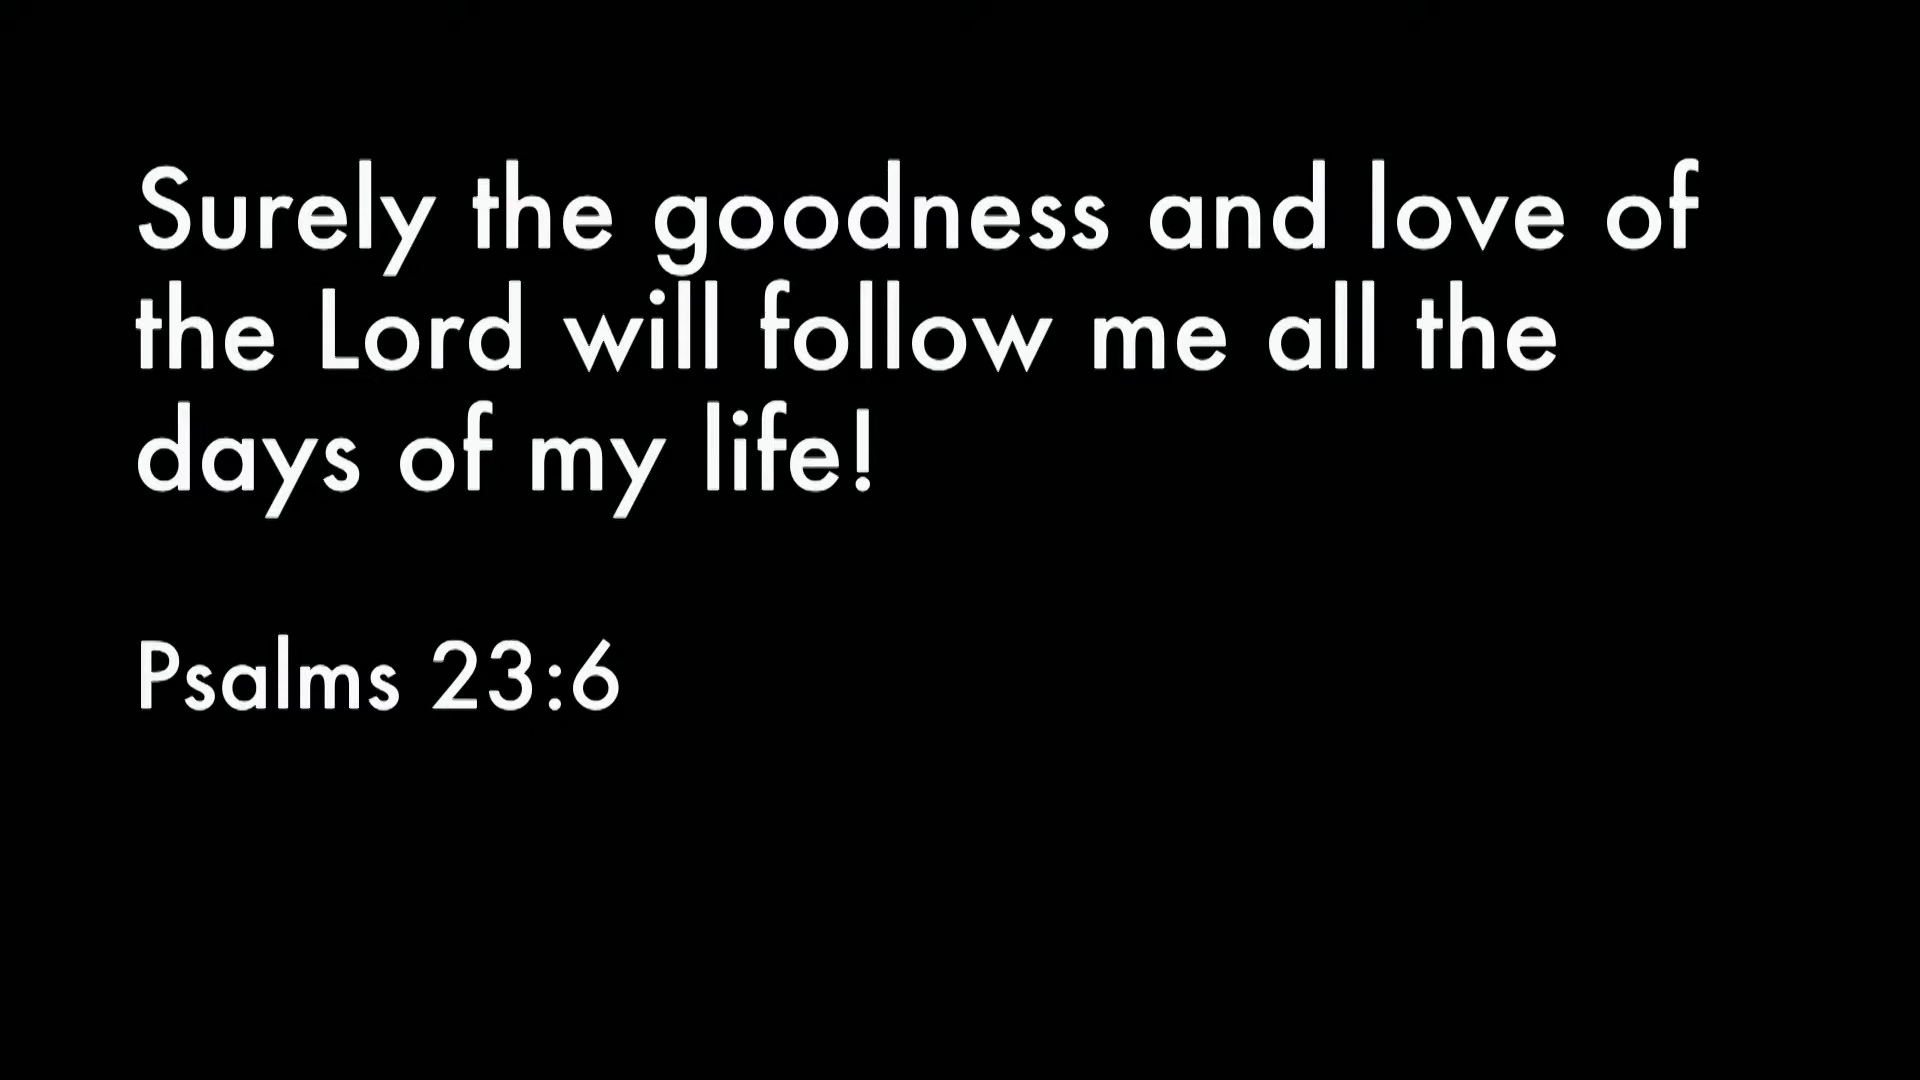 Surely the goodness and love of
the Lord will follow me all the
days of my life!
Psalms 23:6